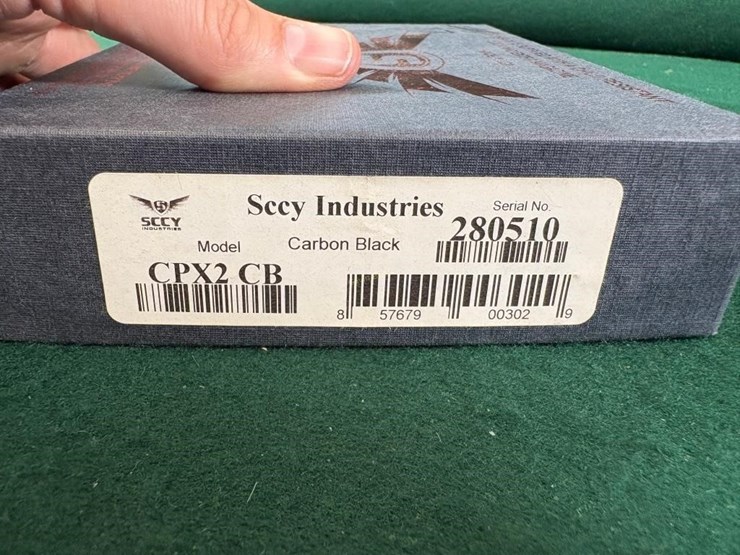 SCCY
INDUSTRIES
Sccy Industries
Serial No.
280510
Model
Carbon Black
CPX2 CB
8 57679 00302 9